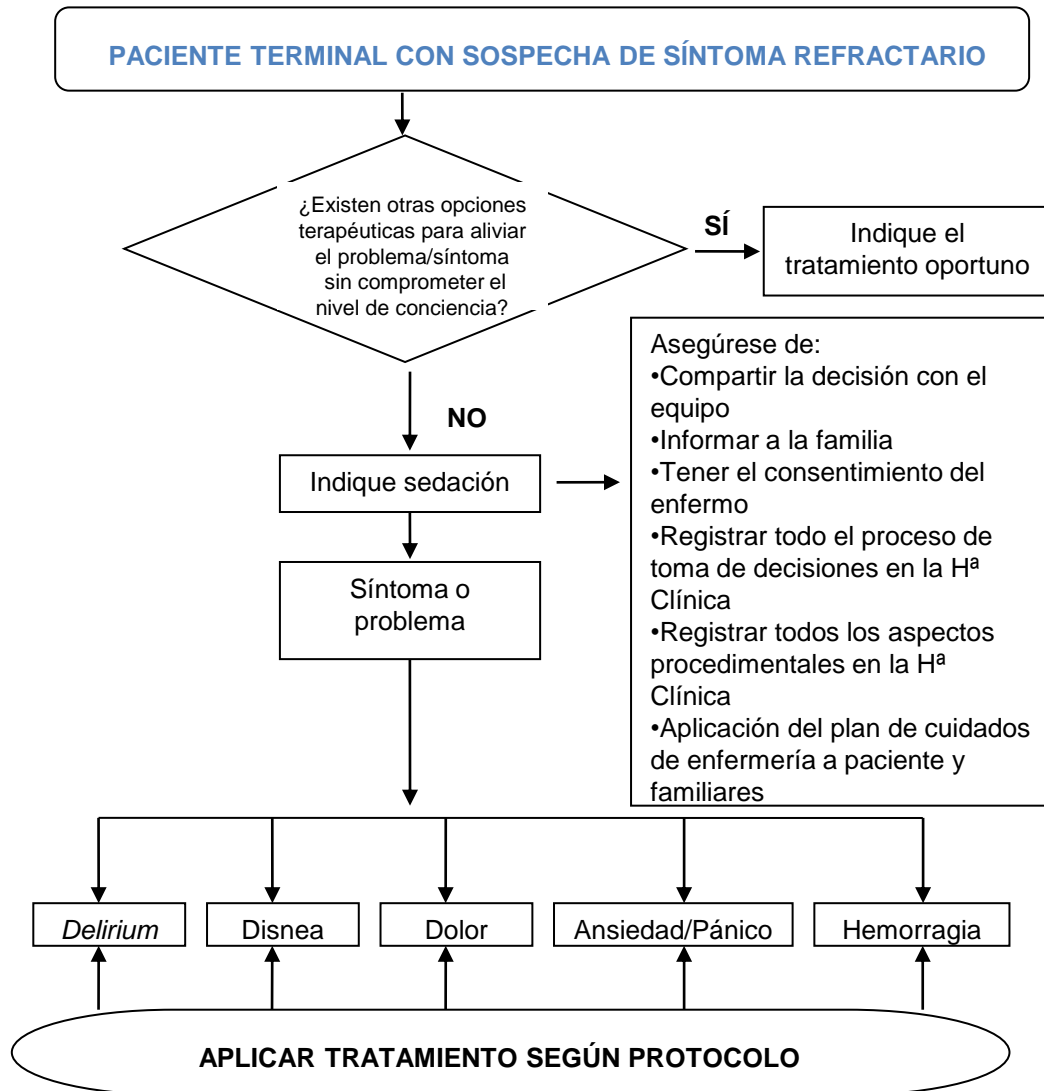 PACIENTE TERMINAL CON SOSPECHA DE SÍNTOMA REFRACTARIO
¿Existen otras opciones
terapéuticas para aliviar
el problema/síntoma
sin comprometer el
nivel de conciencia?
SÍ
Indique el
tratamiento oportuno
NO
Indique sedación
Asegúrese de:
•Compartir la decisión con el
equipo
•Informar a la familia
•Tener el consentimiento del
enfermo
•Registrar todo el proceso de
toma de decisiones en la Hª
Clínica
•Registrar todos los aspectos
procedimentales en la Hª
Clínica
•Aplicación del plan de cuidados
de enfermería a paciente y
familiares
Síntoma o
problema
Delirium
Disnea
Dolor
Ansiedad/Pánico
Hemorragia
APLICAR TRATAMIENTO SEGÚN PROTOCOLO